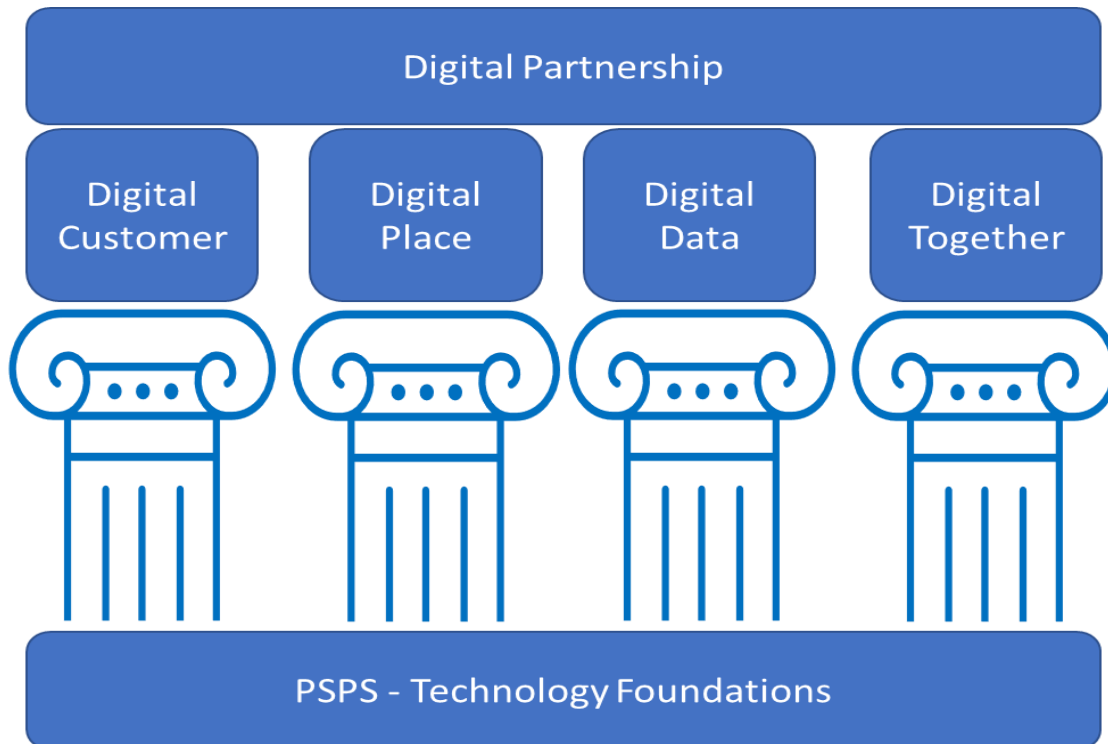 Digital Partnership
Digital
Customer
Digital
Place
Digital
Data
Digital
Together
PSPS - Technology Foundations